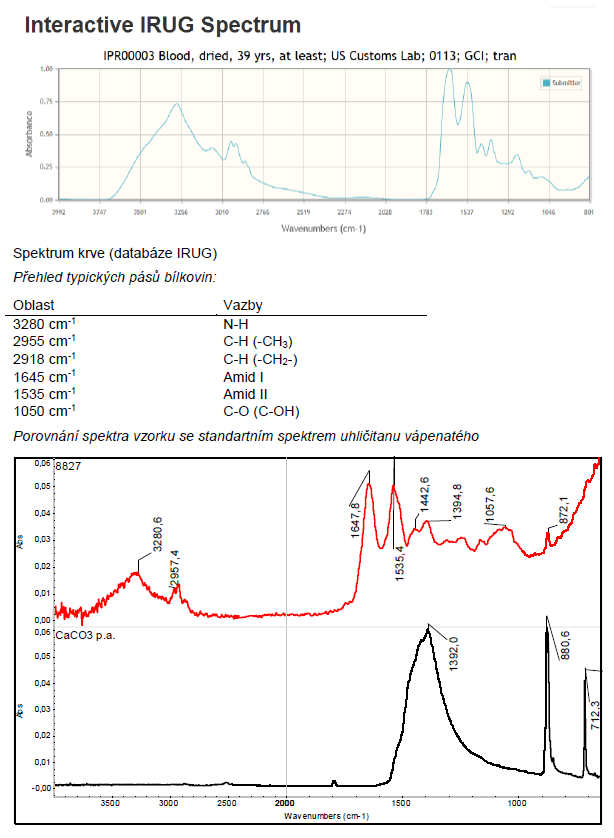 Interactive IRUG Spectrum
IPR00003 Blood, dried, 39 yrs, at least; US Customs Lab; 0113; GCI; tran
1.00
0.75
0.50
0.25
0.00
Absorbance
Submitter
3992 3747 3501 3256 3010 2765 2519 2274 2028 1783 1537 1292 1046 801
Wavenumbers (cm-1)
Spektrum krve (databáze IRUG)
Přehled typických pásů bílkovin:
Oblast Vazby
3280 cm-1 N-H
2955 cm-1 C-H (-CH3)
2918 cm-1 C-H (-CH2-)
1645 cm-1 Amid I
1535 cm-1 Amid II
1050 cm-1 C-O (C-OH)
Porovnání spektra vzorku se standartním spektrem uhličitanu vápenatého
8827
0,06
0,05
0,04
0,03
0,02
0,01
0,00
Abs
3280,6
2957,4
1647,8
1535,4
1442,6
1394,8
1057,6
872,1
CaCO3 p.a.
0,06
0,05
0,04
0,03
0,02
0,01
-0,00
Abs
1392,0
880,6
712,3
3500 3000 2500 2000 1500 1000
Wavenumbers (cm-1)